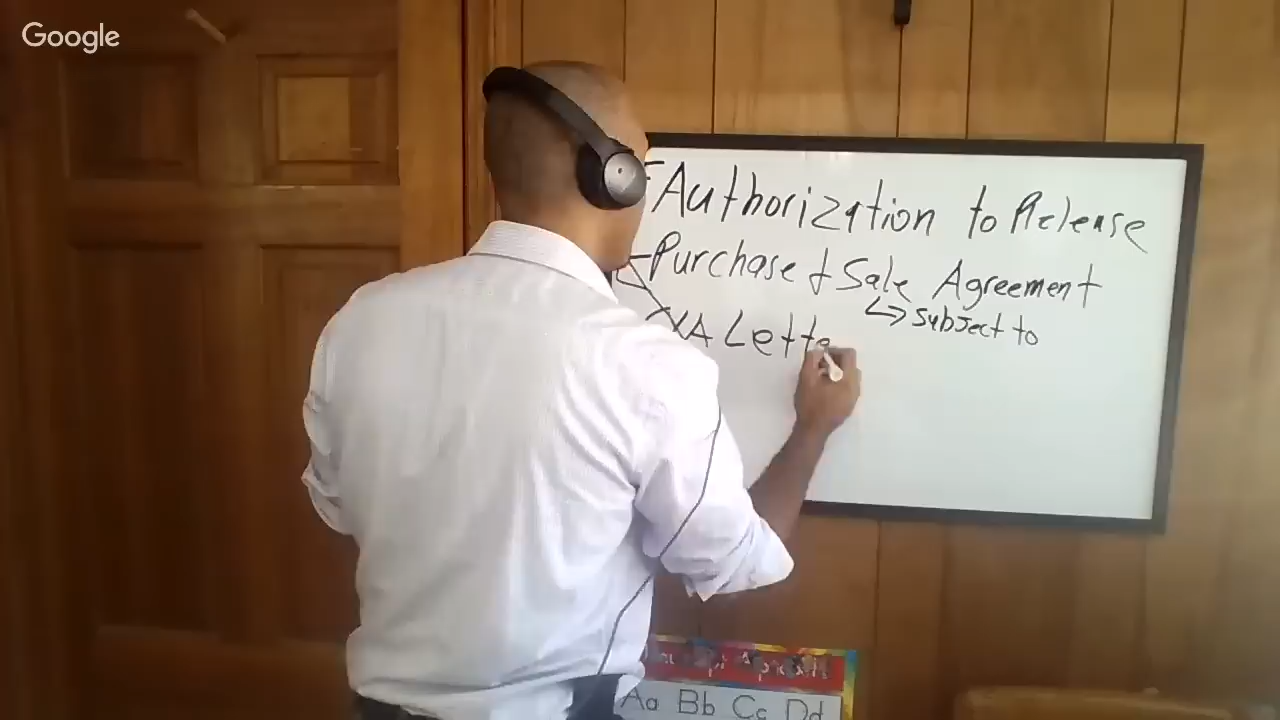 Google
Authorization to Release
Purchase & Sale Agreement
↳ Subject to
Lette
Aa Bb Cc Dd